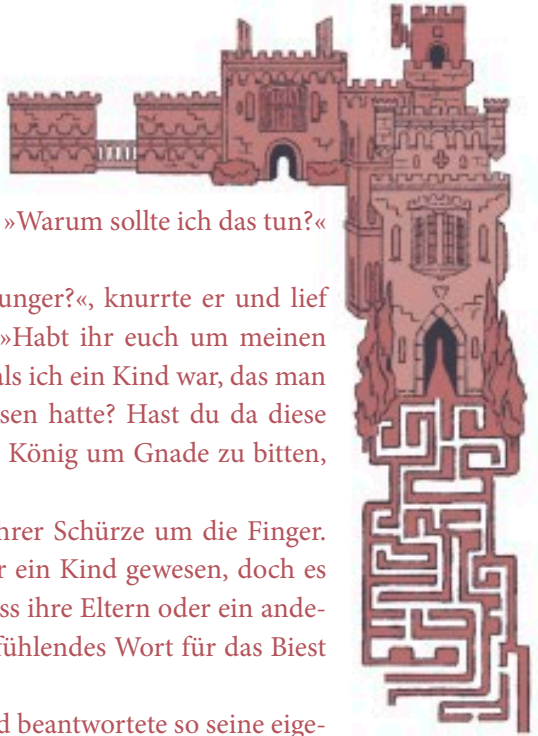 »Warum sollte ich das tun?«
unger?«, knurrte er und lief
»Habt ihr euch um meinen
als ich ein Kind war, das man
sen hatte? Hast du da diese
König um Gnade zu bitten,
hrer Schürze um die Finger.
r ein Kind gewesen, doch es
ss ihre Eltern oder ein ande-
fühlendes Wort für das Biest
d beantwortete so seine eige-